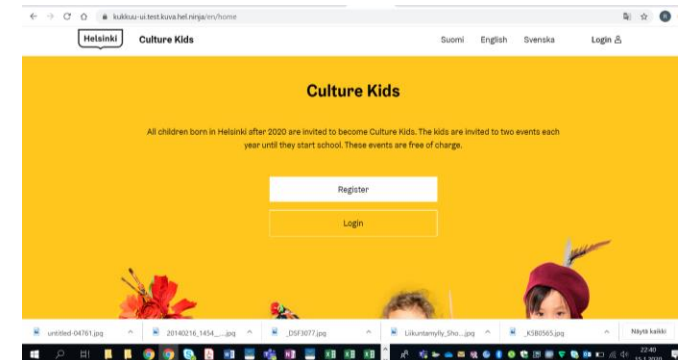 kukkuu-ui.test.kuva.hel.ninja/en/home
Helsinki Culture Kids Suomi English Svenska Login
Culture Kids
All children born in Helsinki after 2020 are invited to become Culture Kids. The kids are invited to two events each
year until they start school. These events are free of charge.
Register
Login
untitled-04761.jpg 20140216_1454_....jpg _DSF3077.jpg Liikuntamylly_Sho....jpg _KSB0565.jpg Näytä kaikki
22:40